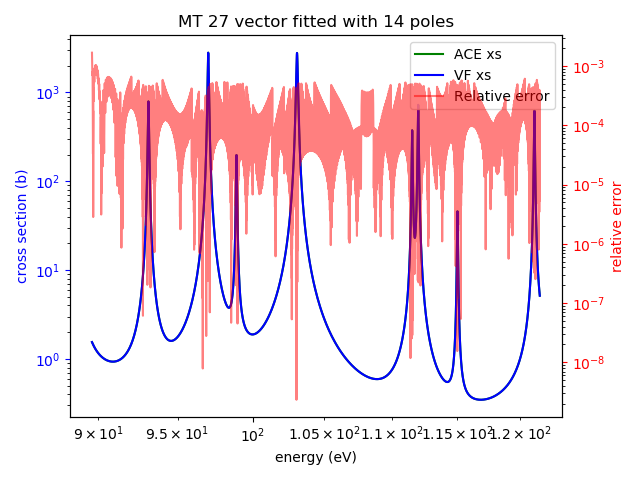 MT 27 vector fitted with 14 poles
ACE xs
VF xs
Relative error
cross section (b)
10³
10²
10¹
10⁰
10⁻³
10⁻⁴
10⁻⁵
10⁻⁶
10⁻⁷
10⁻⁸
relative error
9 × 10¹ 9.5 × 10¹ 10² 1.05 × 10² 1.1 × 10² 1.15 × 10² 1.2 × 10²
energy (eV)